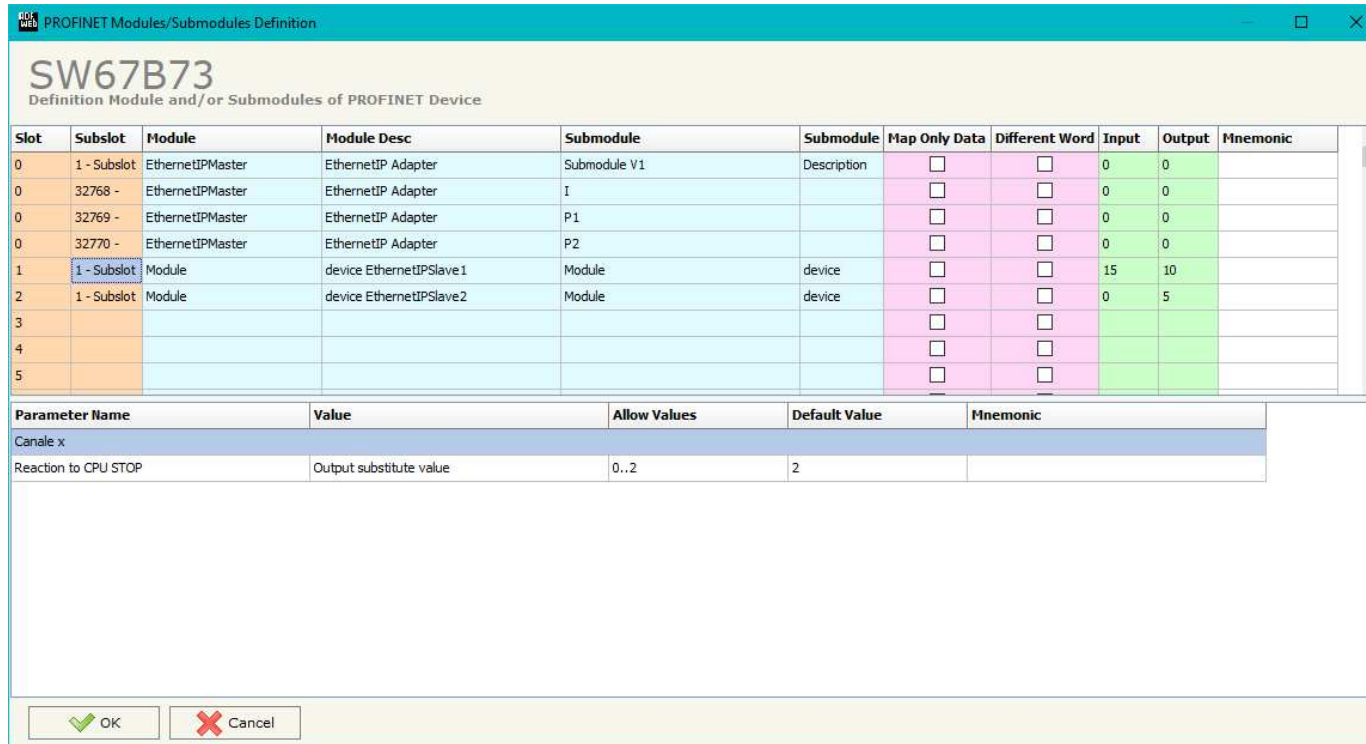 ADF WEB PROFINET Modules/Submodules Definition
SW67B73
Definition Module and/or Submodules of PROFINET Device
Slot Subslot Module Module Desc Submodule Submodule Map Only Data Different Word Input Output Mnemonic
0 1 - Subslot EthernetIPMaster EthernetIP Adapter Submodule V1 Description 0 0
0 32768 - EthernetIPMaster EthernetIP Adapter I 0 0
0 32769 - EthernetIPMaster EthernetIP Adapter P1 0 0
0 32770 - EthernetIPMaster EthernetIP Adapter P2 0 0
1 1 - Subslot Module device EthernetIPSlave1 Module device 15 10
2 1 - Subslot Module device EthernetIPSlave2 Module device 0 5
3
4
5
Parameter Name Value Allow Values Default Value Mnemonic
Canale x
Reaction to CPU STOP Output substitute value 0..2 2
OK Cancel